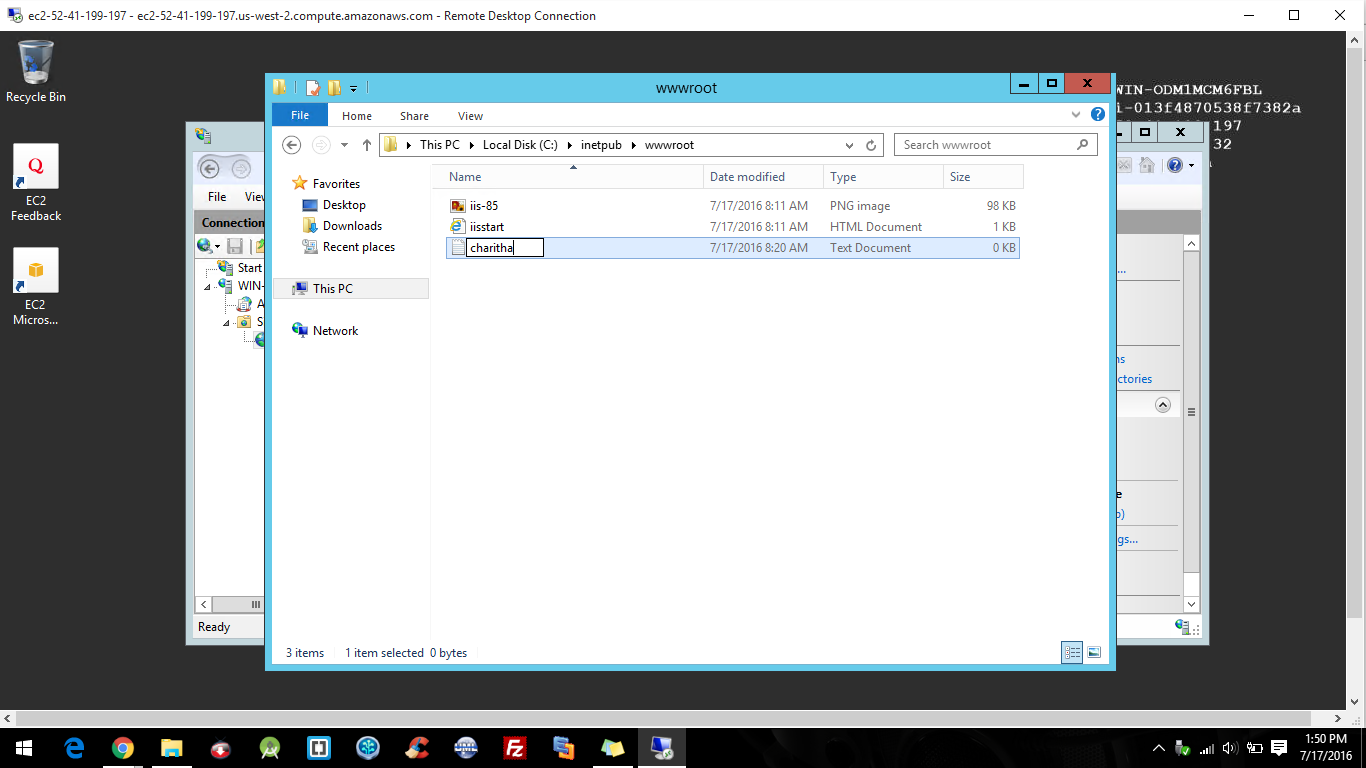 ec2-52-41-199-197 - ec2-52-41-199-197.us-west-2.compute.amazonaws.com - Remote Desktop Connection
Recycle Bin
EC2
Feedback
EC2
Micros...
WIN-ODM1MCM6FBL
i-013f4870538f7382a
197
32
File View
Connection
Start
WIN-
A
S
Ready
wwwroot
File Home Share View
This PC Local Disk (C:) inetpub wwwroot
Search wwwroot
Favorites
Desktop
Downloads
Recent places
This PC
Network
Name Date modified Type Size
iis-85 7/17/2016 8:11 AM PNG image 98 KB
iisstart 7/17/2016 8:11 AM HTML Document 1 KB
charitha 7/17/2016 8:20 AM Text Document 0 KB
3 items 1 item selected 0 bytes
...
ns
ctories
e
)
gs...
1:50 PM
7/17/2016